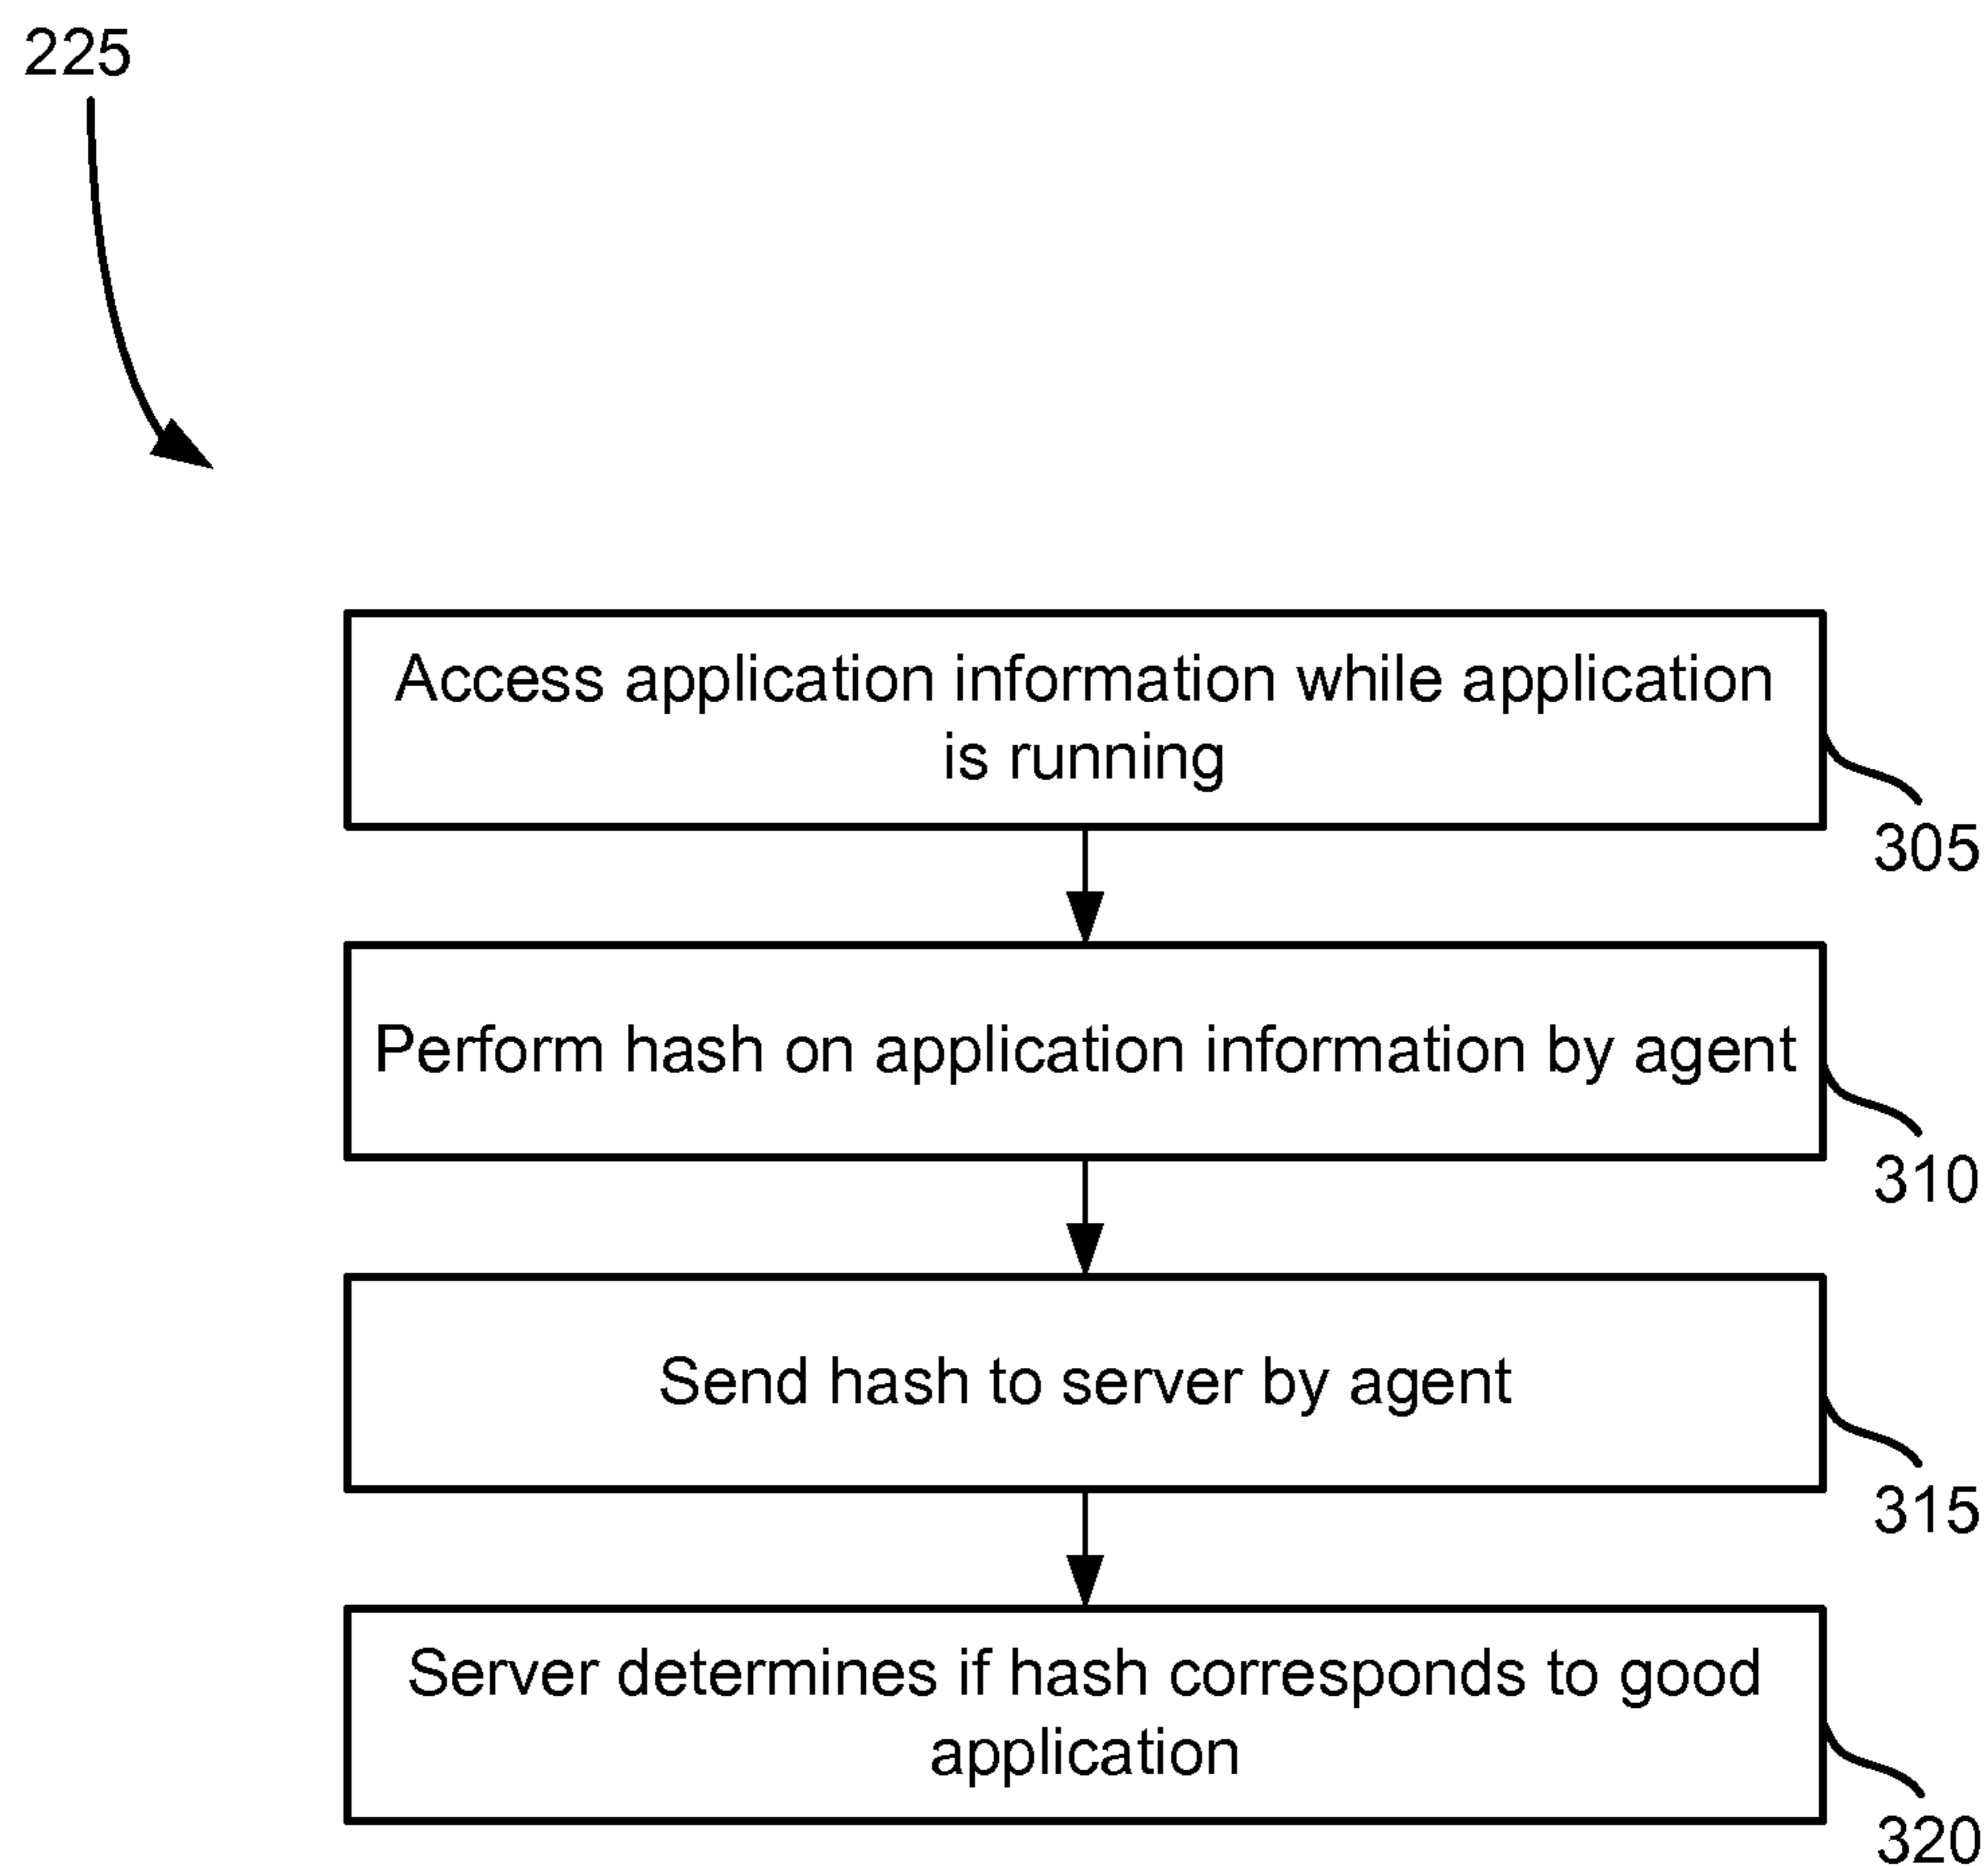 225
Access application information while application
is running
305
Perform hash on application information by agent
310
Send hash to server by agent
315
Server determines if hash corresponds to good
application
320